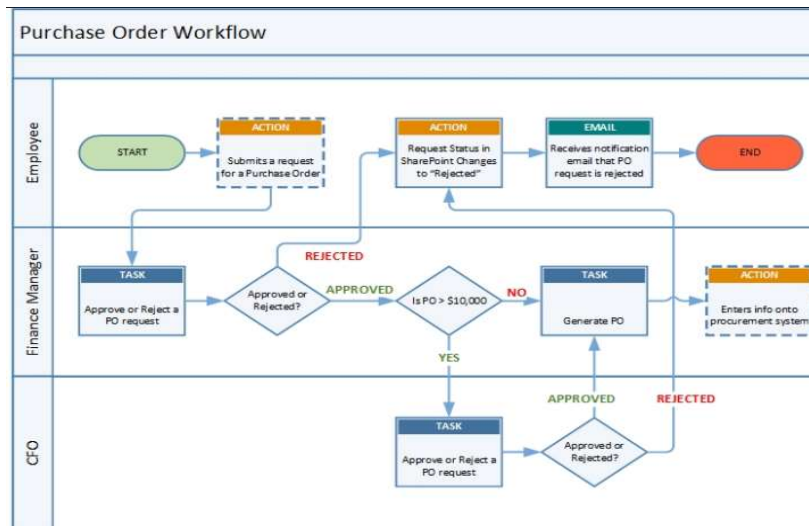 Purchase Order Workflow
Employee
START
ACTION
Submits a request
for a Purchase Order
ACTION
Request Status in
SharePoint Changes
to “Rejected”
EMAIL
Receives notification
email that PO
request is rejected
END
Finance Manager
TASK
Approve or Reject a
PO request
Approved or
Rejected?
REJECTED
APPROVED
Is PO > $10,000
NO
YES
TASK
Generate PO
ACTION
Enters info onto
procurement system
CFO
TASK
Approve or Reject a
PO request
Approved or
Rejected?
APPROVED
REJECTED